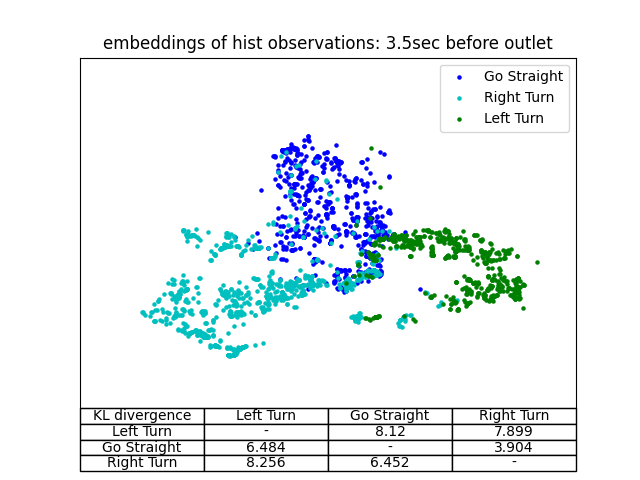 embeddings of hist observations: 3.5sec before outlet
Go Straight
Right Turn
Left Turn
KL divergence Left Turn Go Straight Right Turn
Left Turn - 8.12 7.899
Go Straight 6.484 - 3.904
Right Turn 8.256 6.452 -